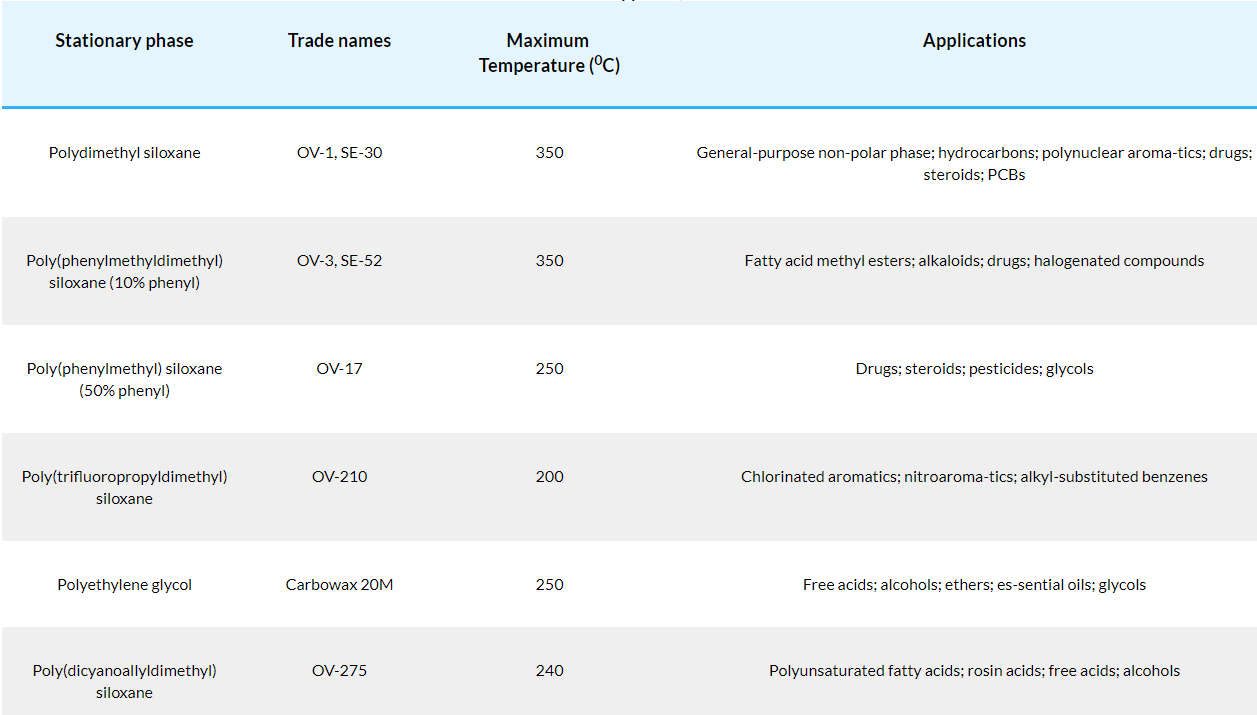 Stationary phase Trade names Maximum Applications
Temperature (⁰C)
Polydimethyl siloxane OV-1, SE-30 350 General-purpose non-polar phase; hydrocarbons; polynuclear aroma-tics; drugs;
steroids; PCBs
Poly(phenylmethyldimethyl) OV-3, SE-52 350 Fatty acid methyl esters; alkaloids; drugs; halogenated compounds
siloxane (10% phenyl)
Poly(phenylmethyl) siloxane OV-17 250 Drugs; steroids; pesticides; glycols
(50% phenyl)
Poly(trifluoropropyldimethyl) OV-210 200 Chlorinated aromatics; nitroaroma-tics; alkyl-substituted benzenes
siloxane
Polyethylene glycol Carbowax 20M 250 Free acids; alcohols; ethers; es-sential oils; glycols
Poly(dicyanoallyldimethyl) OV-275 240 Polyunsaturated fatty acids; rosin acids; free acids; alcohols
siloxane